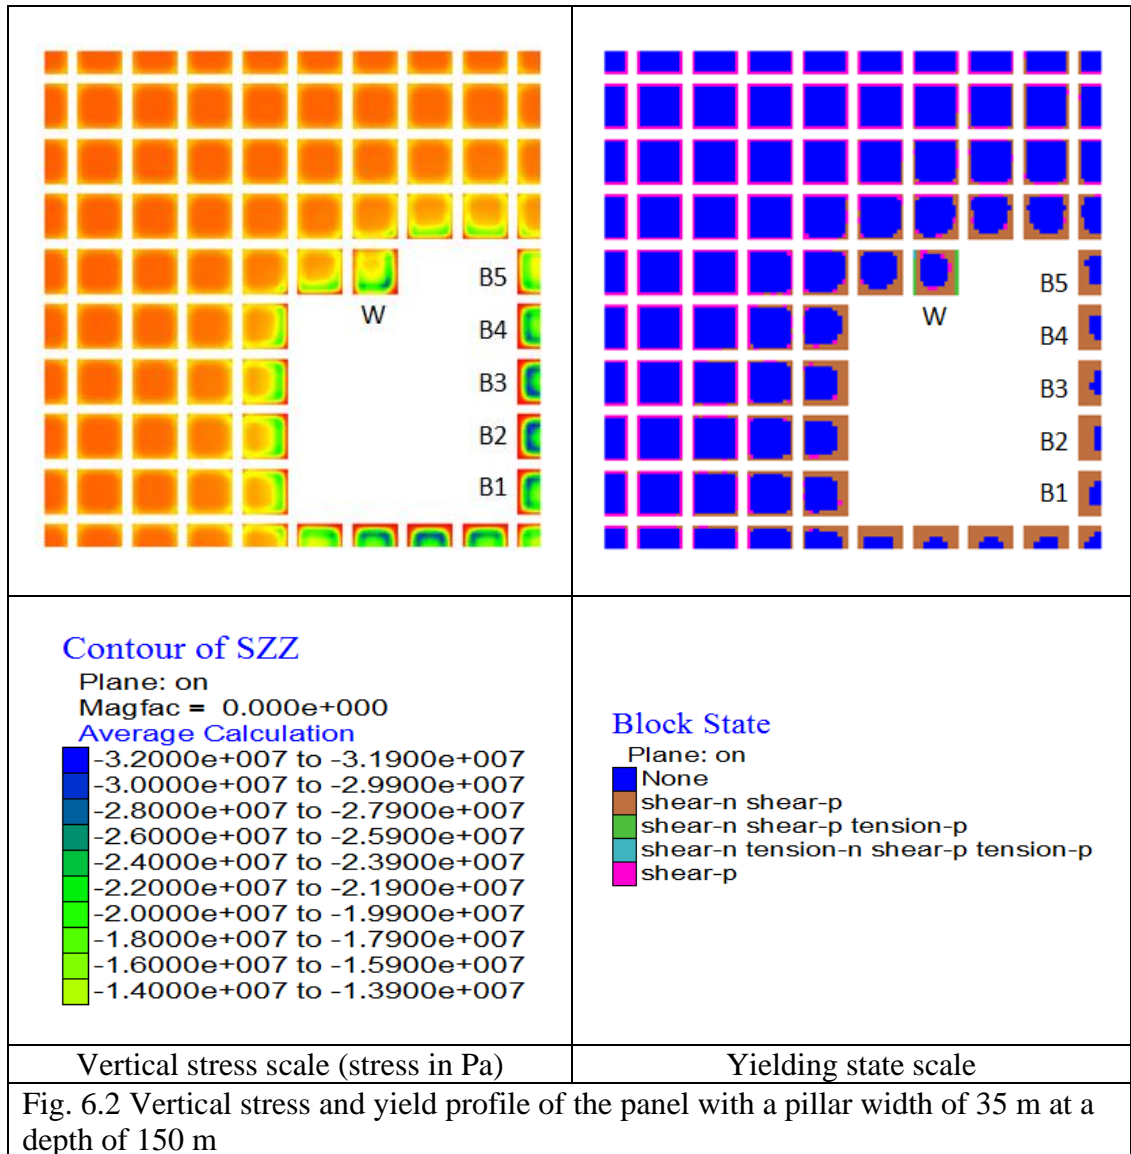 B5
W
B4
B3
B2
B1
B5
W
B4
B3
B2
B1
Contour of SZZ
Plane: on
Magfac = 0.000e+000
Average Calculation
-3.2000e+007 to -3.1900e+007
-3.0000e+007 to -2.9900e+007
-2.8000e+007 to -2.7900e+007
-2.6000e+007 to -2.5900e+007
-2.4000e+007 to -2.3900e+007
-2.2000e+007 to -2.1900e+007
-2.0000e+007 to -1.9900e+007
-1.8000e+007 to -1.7900e+007
-1.6000e+007 to -1.5900e+007
-1.4000e+007 to -1.3900e+007
Block State
Plane: on
None
shear-n shear-p
shear-n shear-p tension-p
shear-n tension-n shear-p tension-p
shear-p
Vertical stress scale (stress in Pa)
Yielding state scale
Fig. 6.2 Vertical stress and yield profile of the panel with a pillar width of 35 m at a
depth of 150 m